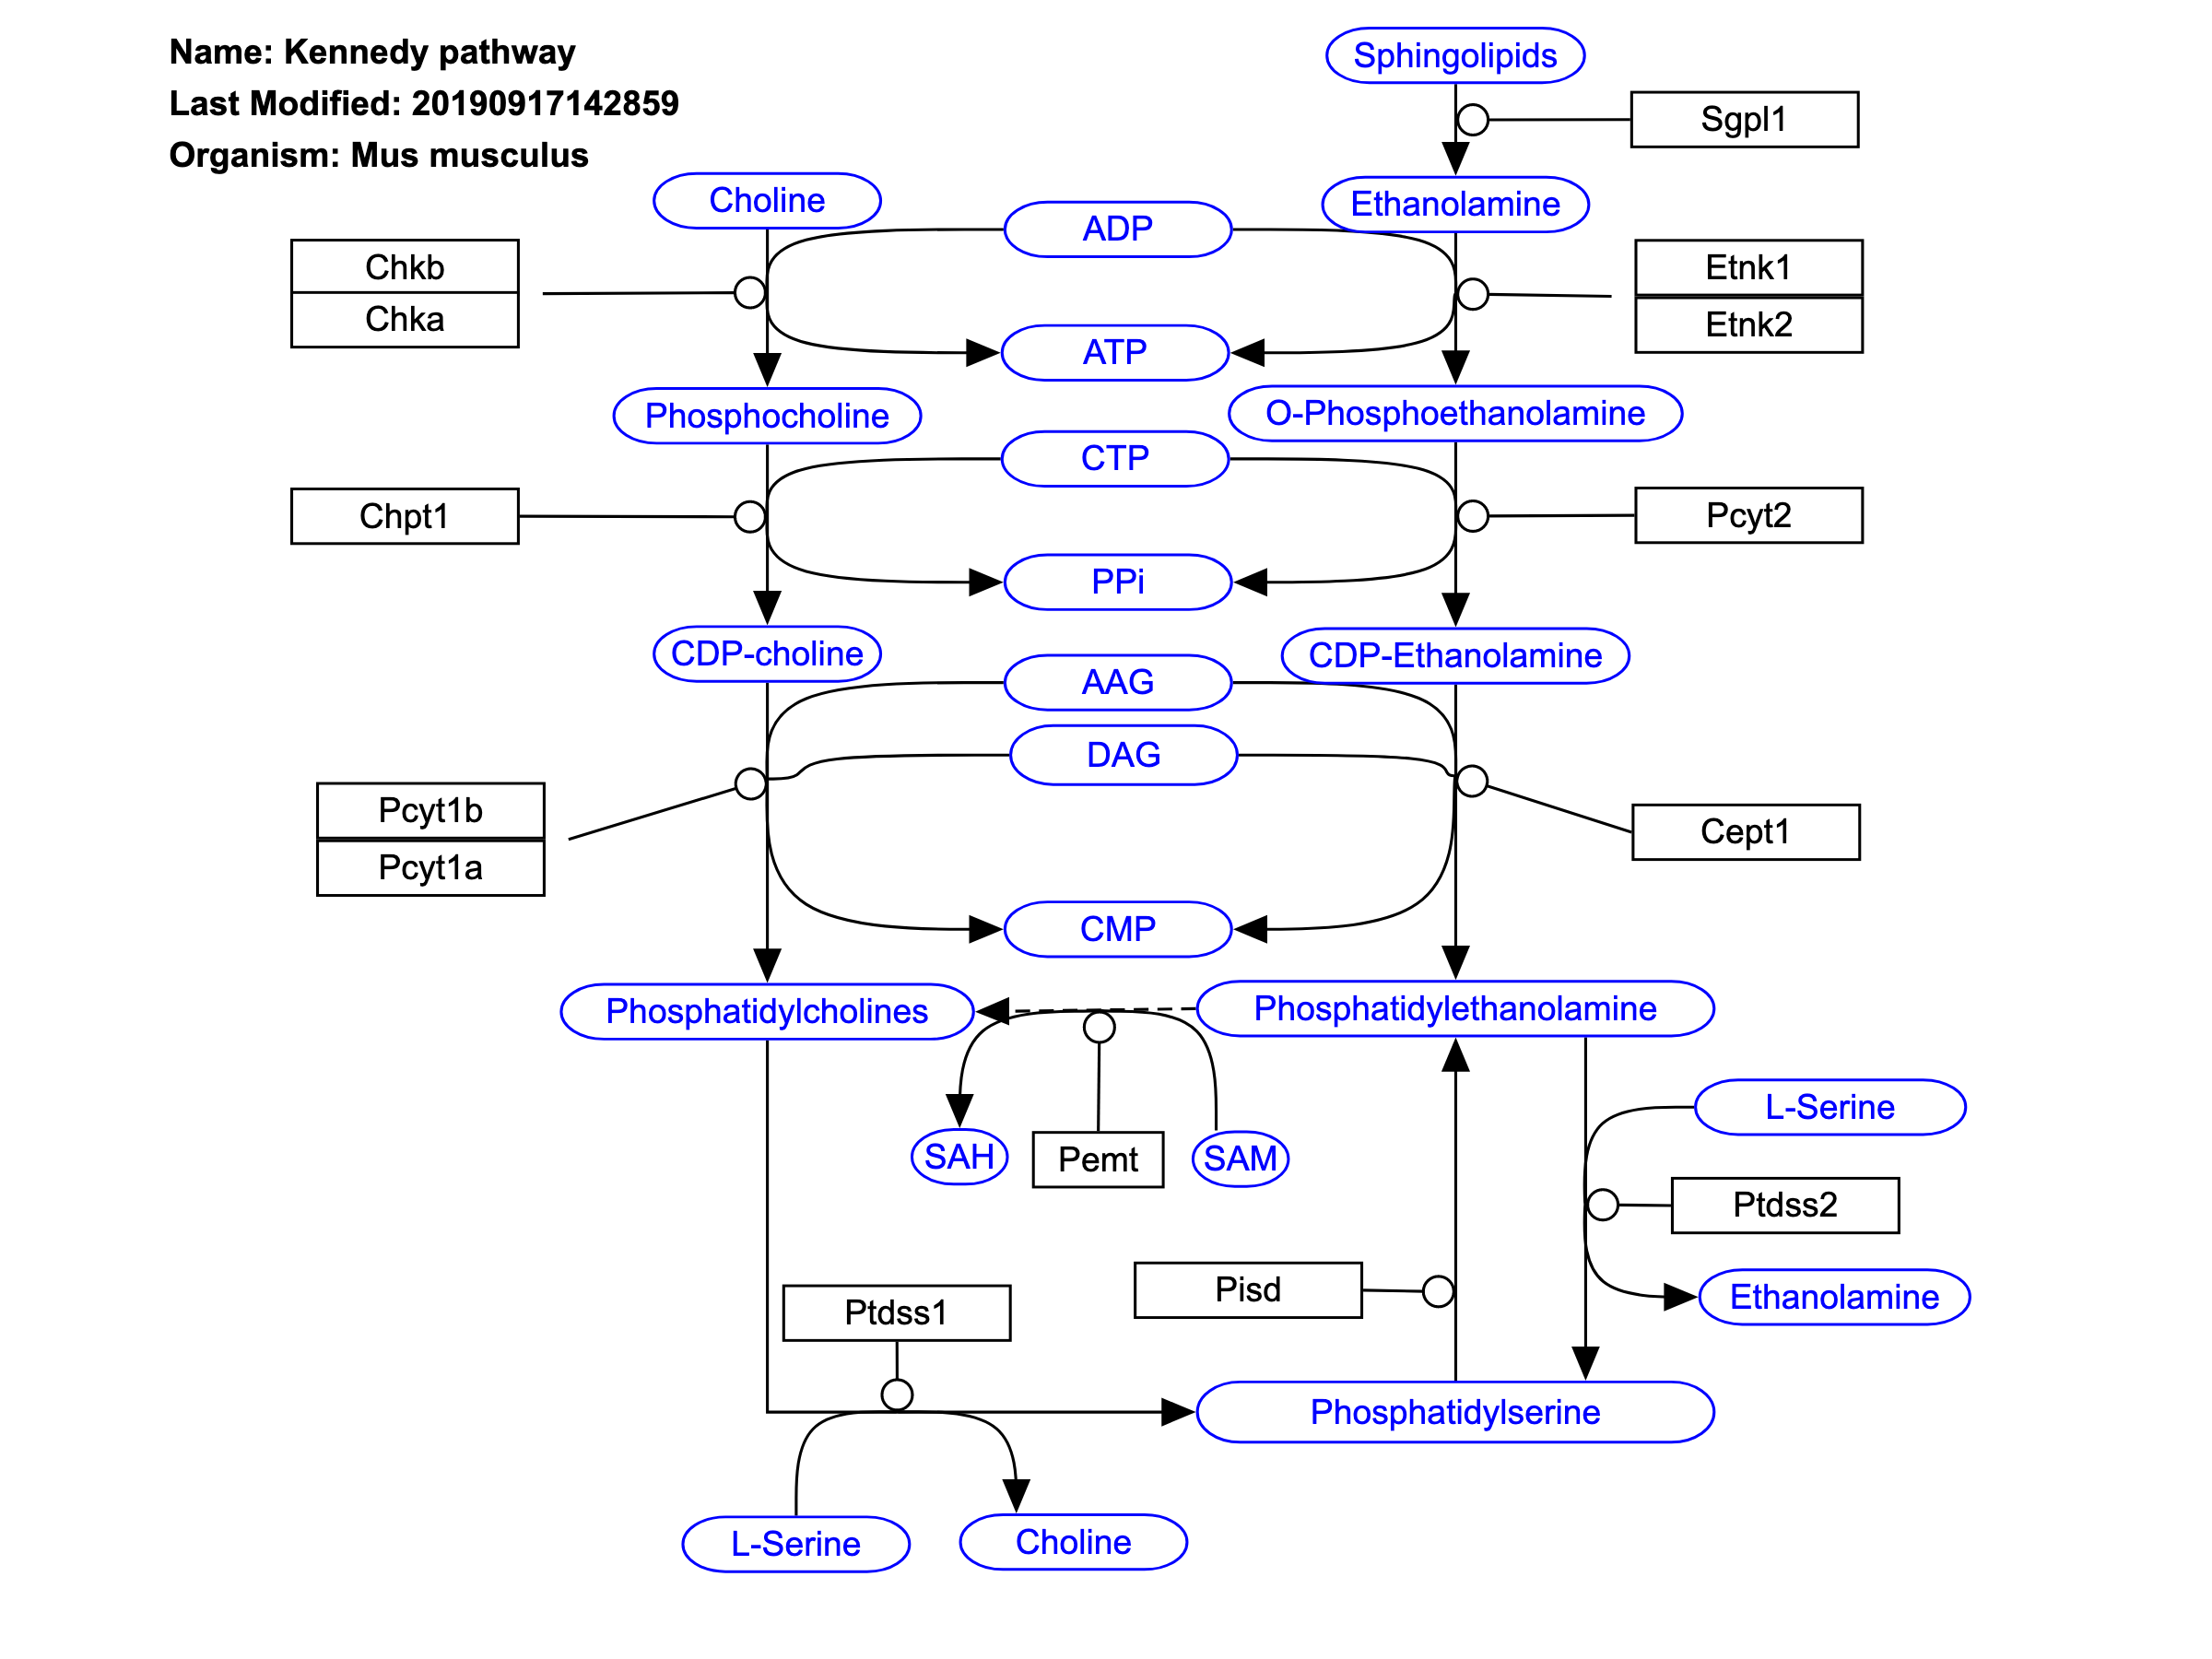 Name: Kennedy pathway
Last Modified: 20190917142859
Organism: Mus musculus
Sphingolipids
Sgpl1
Choline
Ethanolamine
ADP
Chkb
Chka
Etnk1
Etnk2
ATP
Phosphocholine
O-Phosphoethanolamine
CTP
Chpt1
Pcyt2
PPi
CDP-choline
CDP-Ethanolamine
AAG
DAG
Pcyt1b
Pcyt1a
Cept1
CMP
Phosphatidylcholines
Phosphatidylethanolamine
L-Serine
SAH
Pemt
SAM
Ptdss2
Pisd
Ethanolamine
Ptdss1
Phosphatidylserine
L-Serine
Choline